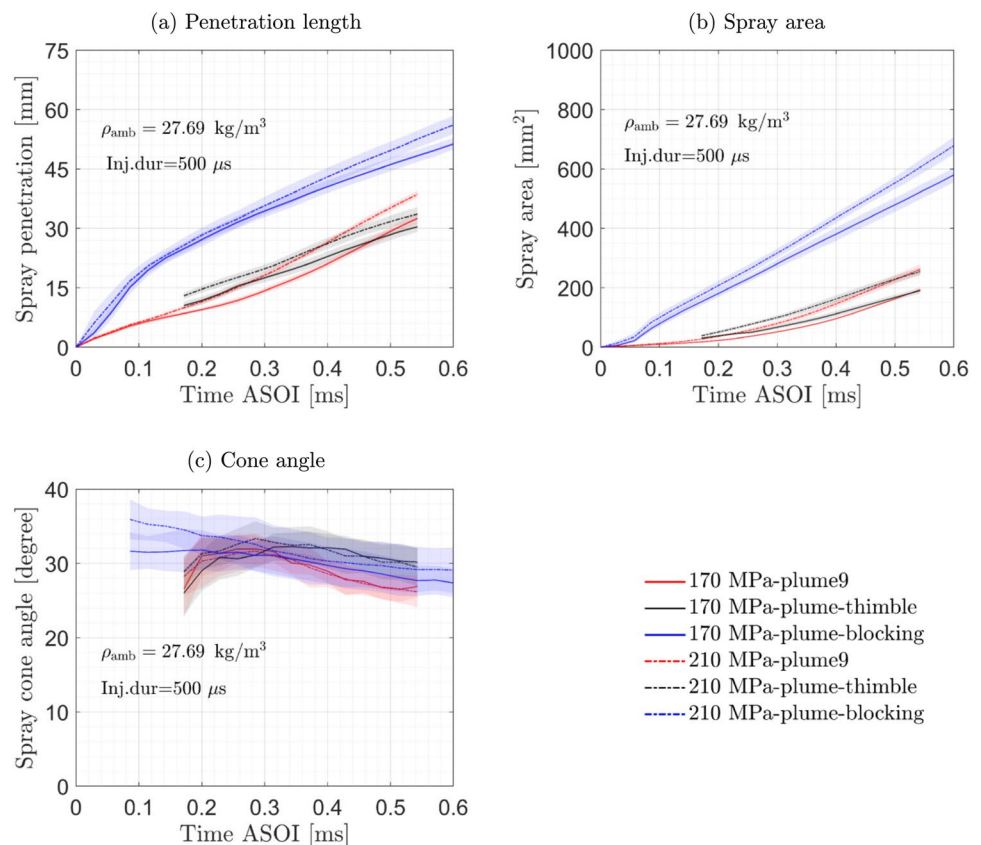 (a) Penetration length
75
60
45
30
15
0
Spray penetration [mm]
ρamb = 27.69 kg/m³
Inj.dur=500 μs
0 0.1 0.2 0.3 0.4 0.5 0.6
Time ASOI [ms]
(b) Spray area
1000
800
600
400
200
0
Spray area [mm²]
ρamb = 27.69 kg/m³
Inj.dur=500 μs
0 0.1 0.2 0.3 0.4 0.5 0.6
Time ASOI [ms]
(c) Cone angle
40
30
20
10
0
Spray cone angle [degree]
ρamb = 27.69 kg/m³
Inj.dur=500 μs
0 0.1 0.2 0.3 0.4 0.5 0.6
Time ASOI [ms]
170 MPa-plume9
170 MPa-plume-thimble
170 MPa-plume-blocking
210 MPa-plume9
210 MPa-plume-thimble
210 MPa-plume-blocking